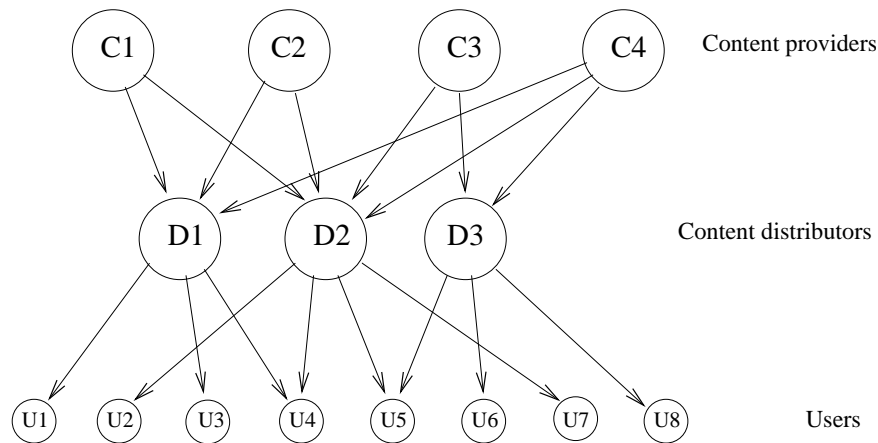 C1 C2 C3 C4 Content providers
D1 D2 D3 Content distributors
U1 U2 U3 U4 U5 U6 U7 U8 Users